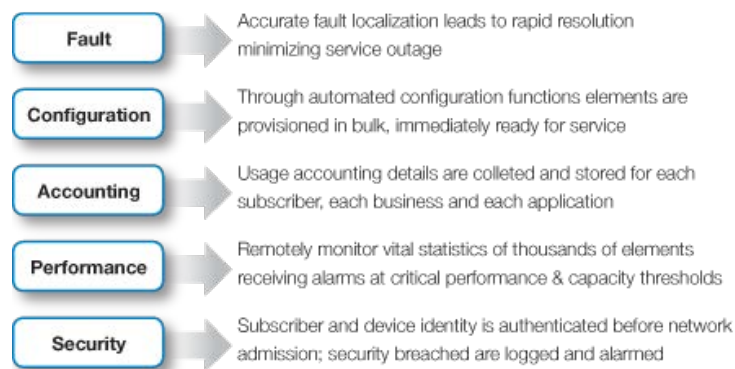 Fault
Accurate fault localization leads to rapid resolution
minimizing service outage
Configuration
Through automated configuration functions elements are
provisioned in bulk, immediately ready for service
Accounting
Usage accounting details are colleted and stored for each
subscriber, each business and each application
Performance
Remotely monitor vital statistics of thousands of elements
receiving alarms at critical performance & capacity thresholds
Security
Subscriber and device identity is authenticated before network
admission; security breached are logged and alarmed